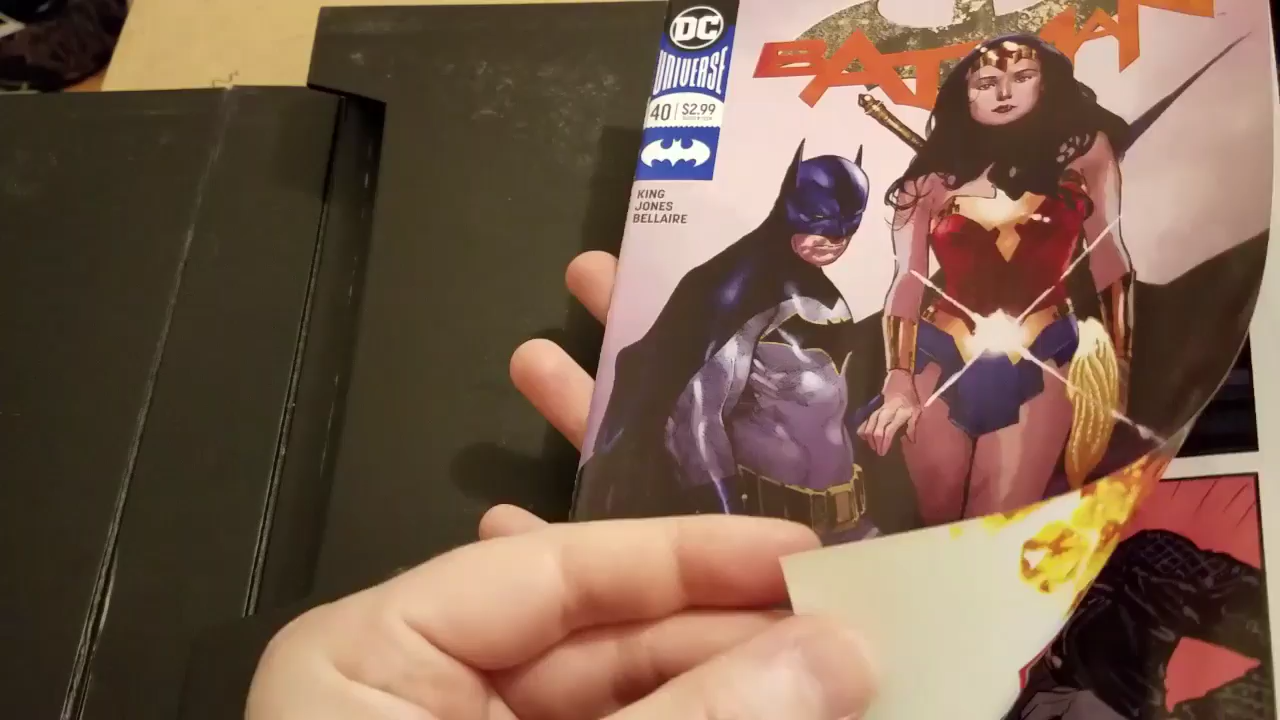 DC
UNIVERSE
40 | $2.99
KING
JONES
BELLAIRE
BATMAN